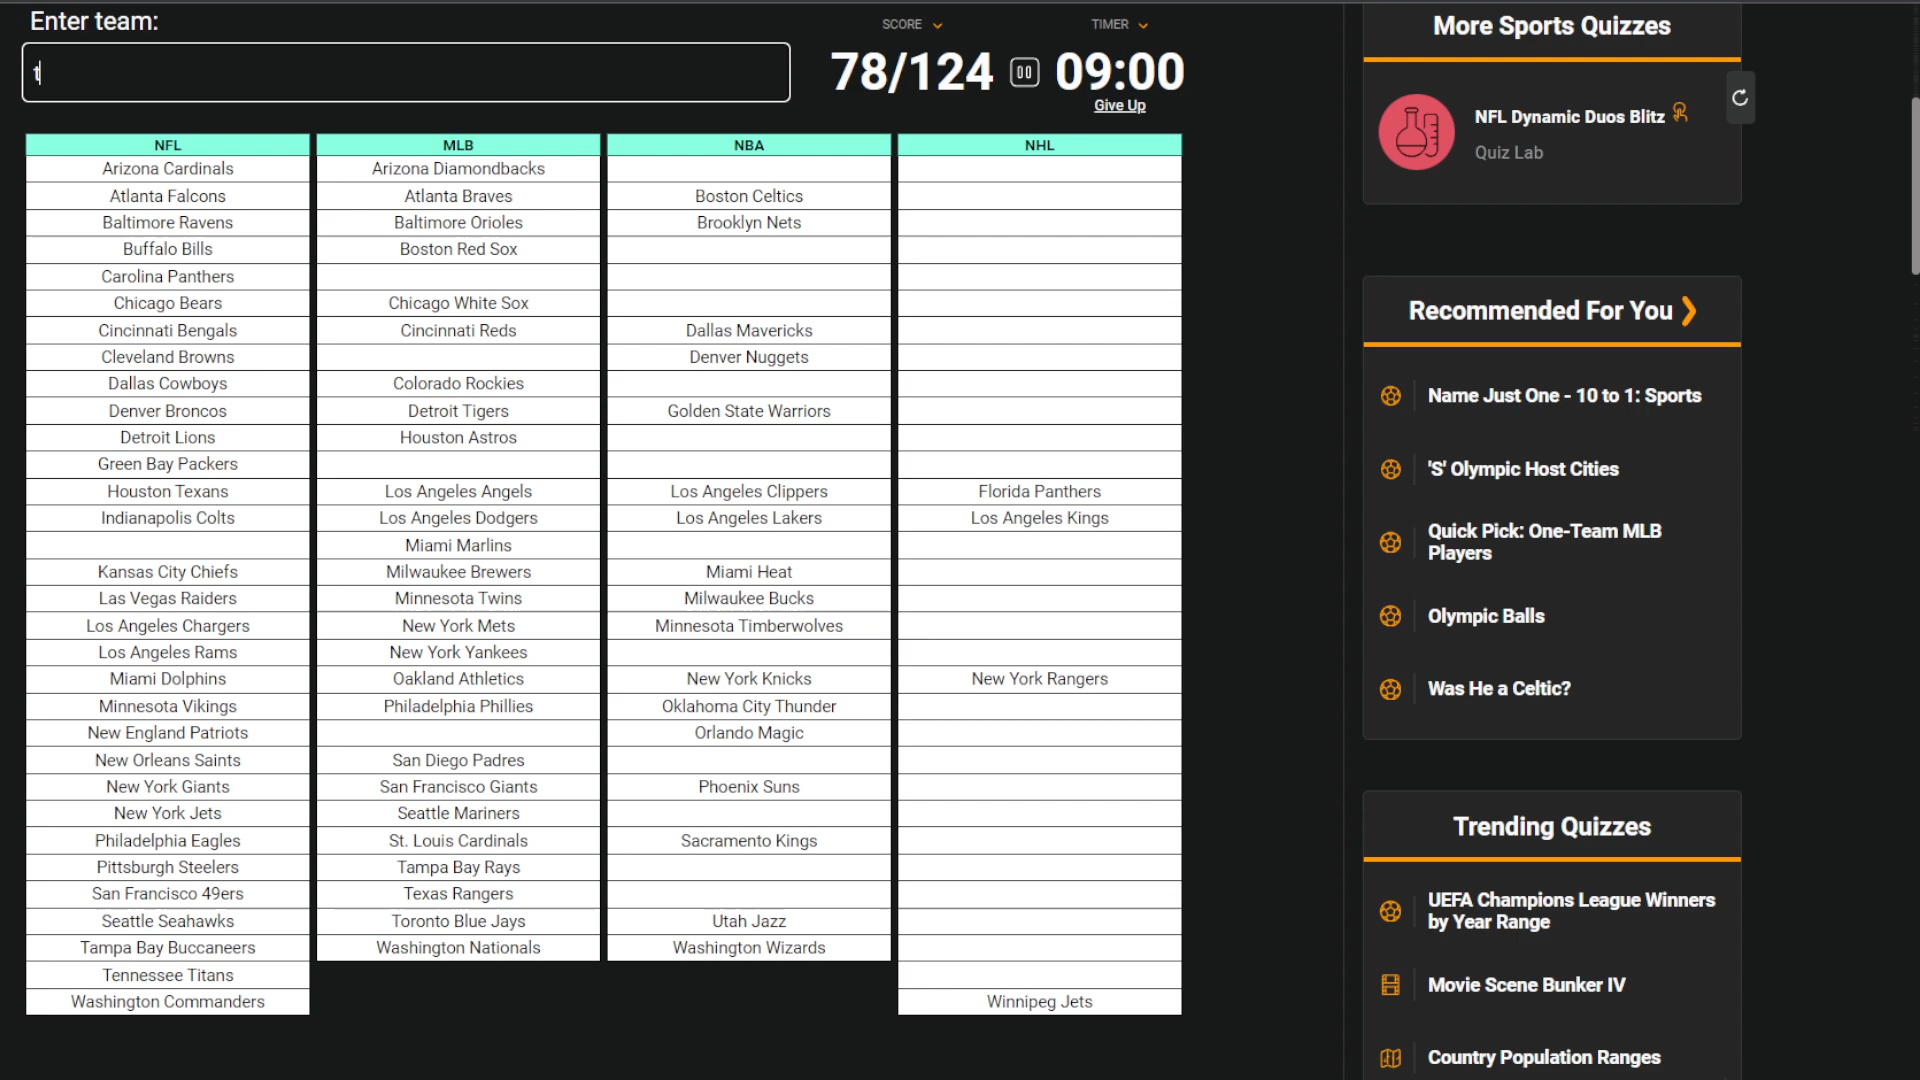 Enter team:
t
SCORE
78/124
TIMER
09:00
Give Up
NFL
Arizona Cardinals
Atlanta Falcons
Baltimore Ravens
Buffalo Bills
Carolina Panthers
Chicago Bears
Cincinnati Bengals
Cleveland Browns
Dallas Cowboys
Denver Broncos
Detroit Lions
Green Bay Packers
Houston Texans
Indianapolis Colts
Kansas City Chiefs
Las Vegas Raiders
Los Angeles Chargers
Los Angeles Rams
Miami Dolphins
Minnesota Vikings
New England Patriots
New Orleans Saints
New York Giants
New York Jets
Philadelphia Eagles
Pittsburgh Steelers
San Francisco 49ers
Seattle Seahawks
Tampa Bay Buccaneers
Tennessee Titans
Washington Commanders
MLB
Arizona Diamondbacks
Atlanta Braves
Baltimore Orioles
Boston Red Sox
Chicago White Sox
Cincinnati Reds
Colorado Rockies
Detroit Tigers
Houston Astros
Los Angeles Angels
Los Angeles Dodgers
Miami Marlins
Milwaukee Brewers
Minnesota Twins
New York Mets
New York Yankees
Oakland Athletics
Philadelphia Phillies
San Diego Padres
San Francisco Giants
Seattle Mariners
St. Louis Cardinals
Tampa Bay Rays
Texas Rangers
Toronto Blue Jays
Washington Nationals
NBA
Boston Celtics
Brooklyn Nets
Dallas Mavericks
Denver Nuggets
Golden State Warriors
Los Angeles Clippers
Los Angeles Lakers
Miami Heat
Milwaukee Bucks
Minnesota Timberwolves
New York Knicks
Oklahoma City Thunder
Orlando Magic
Phoenix Suns
Sacramento Kings
Utah Jazz
Washington Wizards
NHL
Florida Panthers
Los Angeles Kings
New York Rangers
Winnipeg Jets
More Sports Quizzes
NFL Dynamic Duos Blitz
Quiz Lab
Recommended For You
Name Just One - 10 to 1: Sports
'S' Olympic Host Cities
Quick Pick: One-Team MLB
Players
Olympic Balls
Was He a Celtic?
Trending Quizzes
UEFA Champions League Winners
by Year Range
Movie Scene Bunker IV
Country Population Ranges